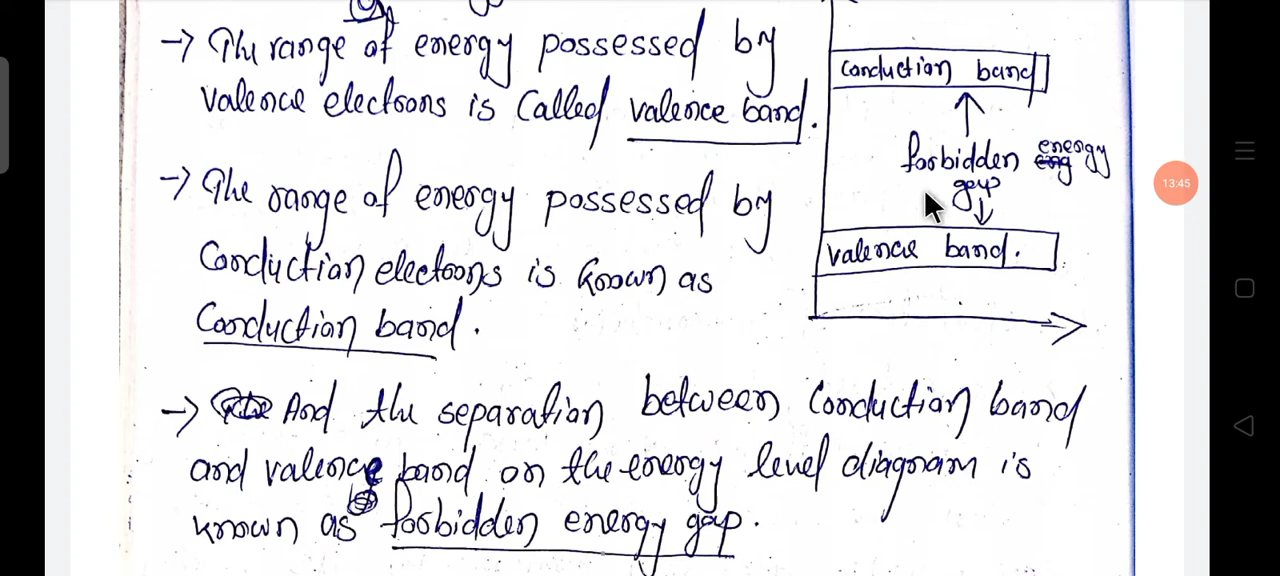 → The range of energy possessed by
valence electrons is called valence band.
→ The range of energy possessed by
Conduction electrons is known as
Conduction band.
→ And the separation between Conduction band
and valence band on the energy level diagram is
known as forbidden energy gap.
Conduction band
forbidden energy
gap
valence band.
13:45